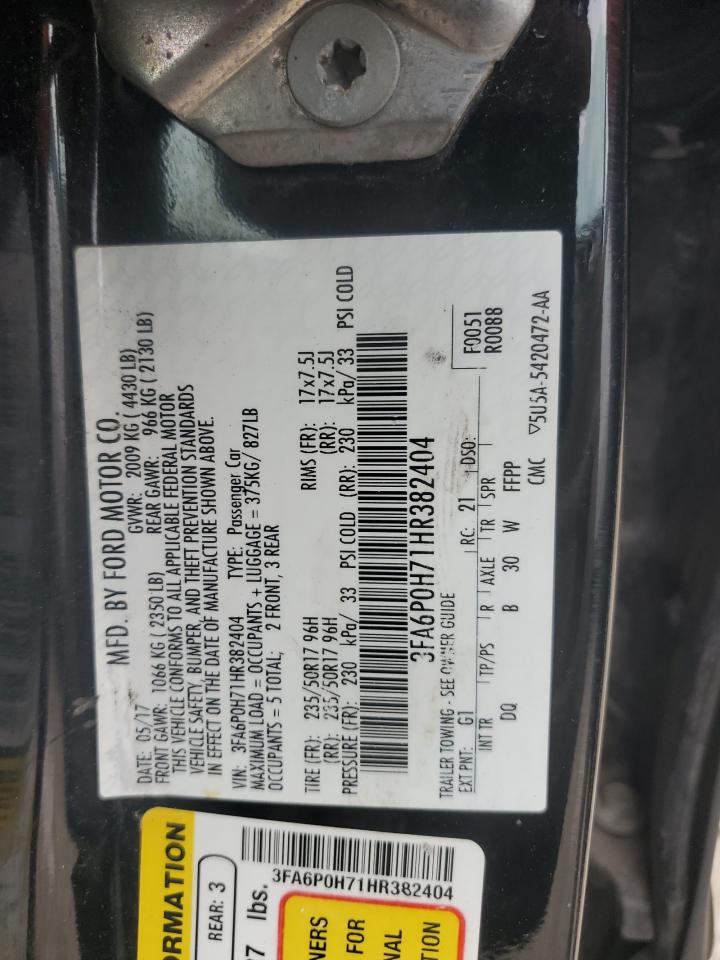 MFD. BY FORD MOTOR CO.
DATE: 05/17 GVWR: 2009 KG ( 4430 LB)
FRONT GAWR: 1066 KG ( 2350 LB) REAR GAWR: 966 KG ( 2130 LB)
THIS VEHICLE CONFORMS TO ALL APPLICABLE FEDERAL MOTOR
VEHICLE SAFETY, BUMPER, AND THEFT PREVENTION STANDARDS
IN EFFECT ON THE DATE OF MANUFACTURE SHOWN ABOVE.
VIN: 3FA6P0H71HR382404 TYPE: Passenger Car
MAXIMUM LOAD = OCCUPANTS + LUGGAGE = 375KG/ 827LB
OCCUPANTS = 5 TOTAL; 2 FRONT, 3 REAR
TIRE (FR): 235/50R17 96H RIMS (FR): 17x7.5J
(RR): 235/50R17 96H (RR): 17x7.5J
PRESSURE (FR): 230 kPa/ 33 PSI COLD (RR): 230 kPa/ 33 PSI COLD
3FA6P0H71HR382404
F0051
R0088
TRAILER TOWING - SEE OWNER GUIDE
EXT PNT: G1 RC: 21 DSO:
INT TR TP/PS R AXLE TR SPR
DQ B 30 W FFPP
CMC ▽5U5A-5420472-AA
ORMATION
REAR: 3
27 lbs.
3FA6P0H71HR382404
NERS
FOR
NAL
TION